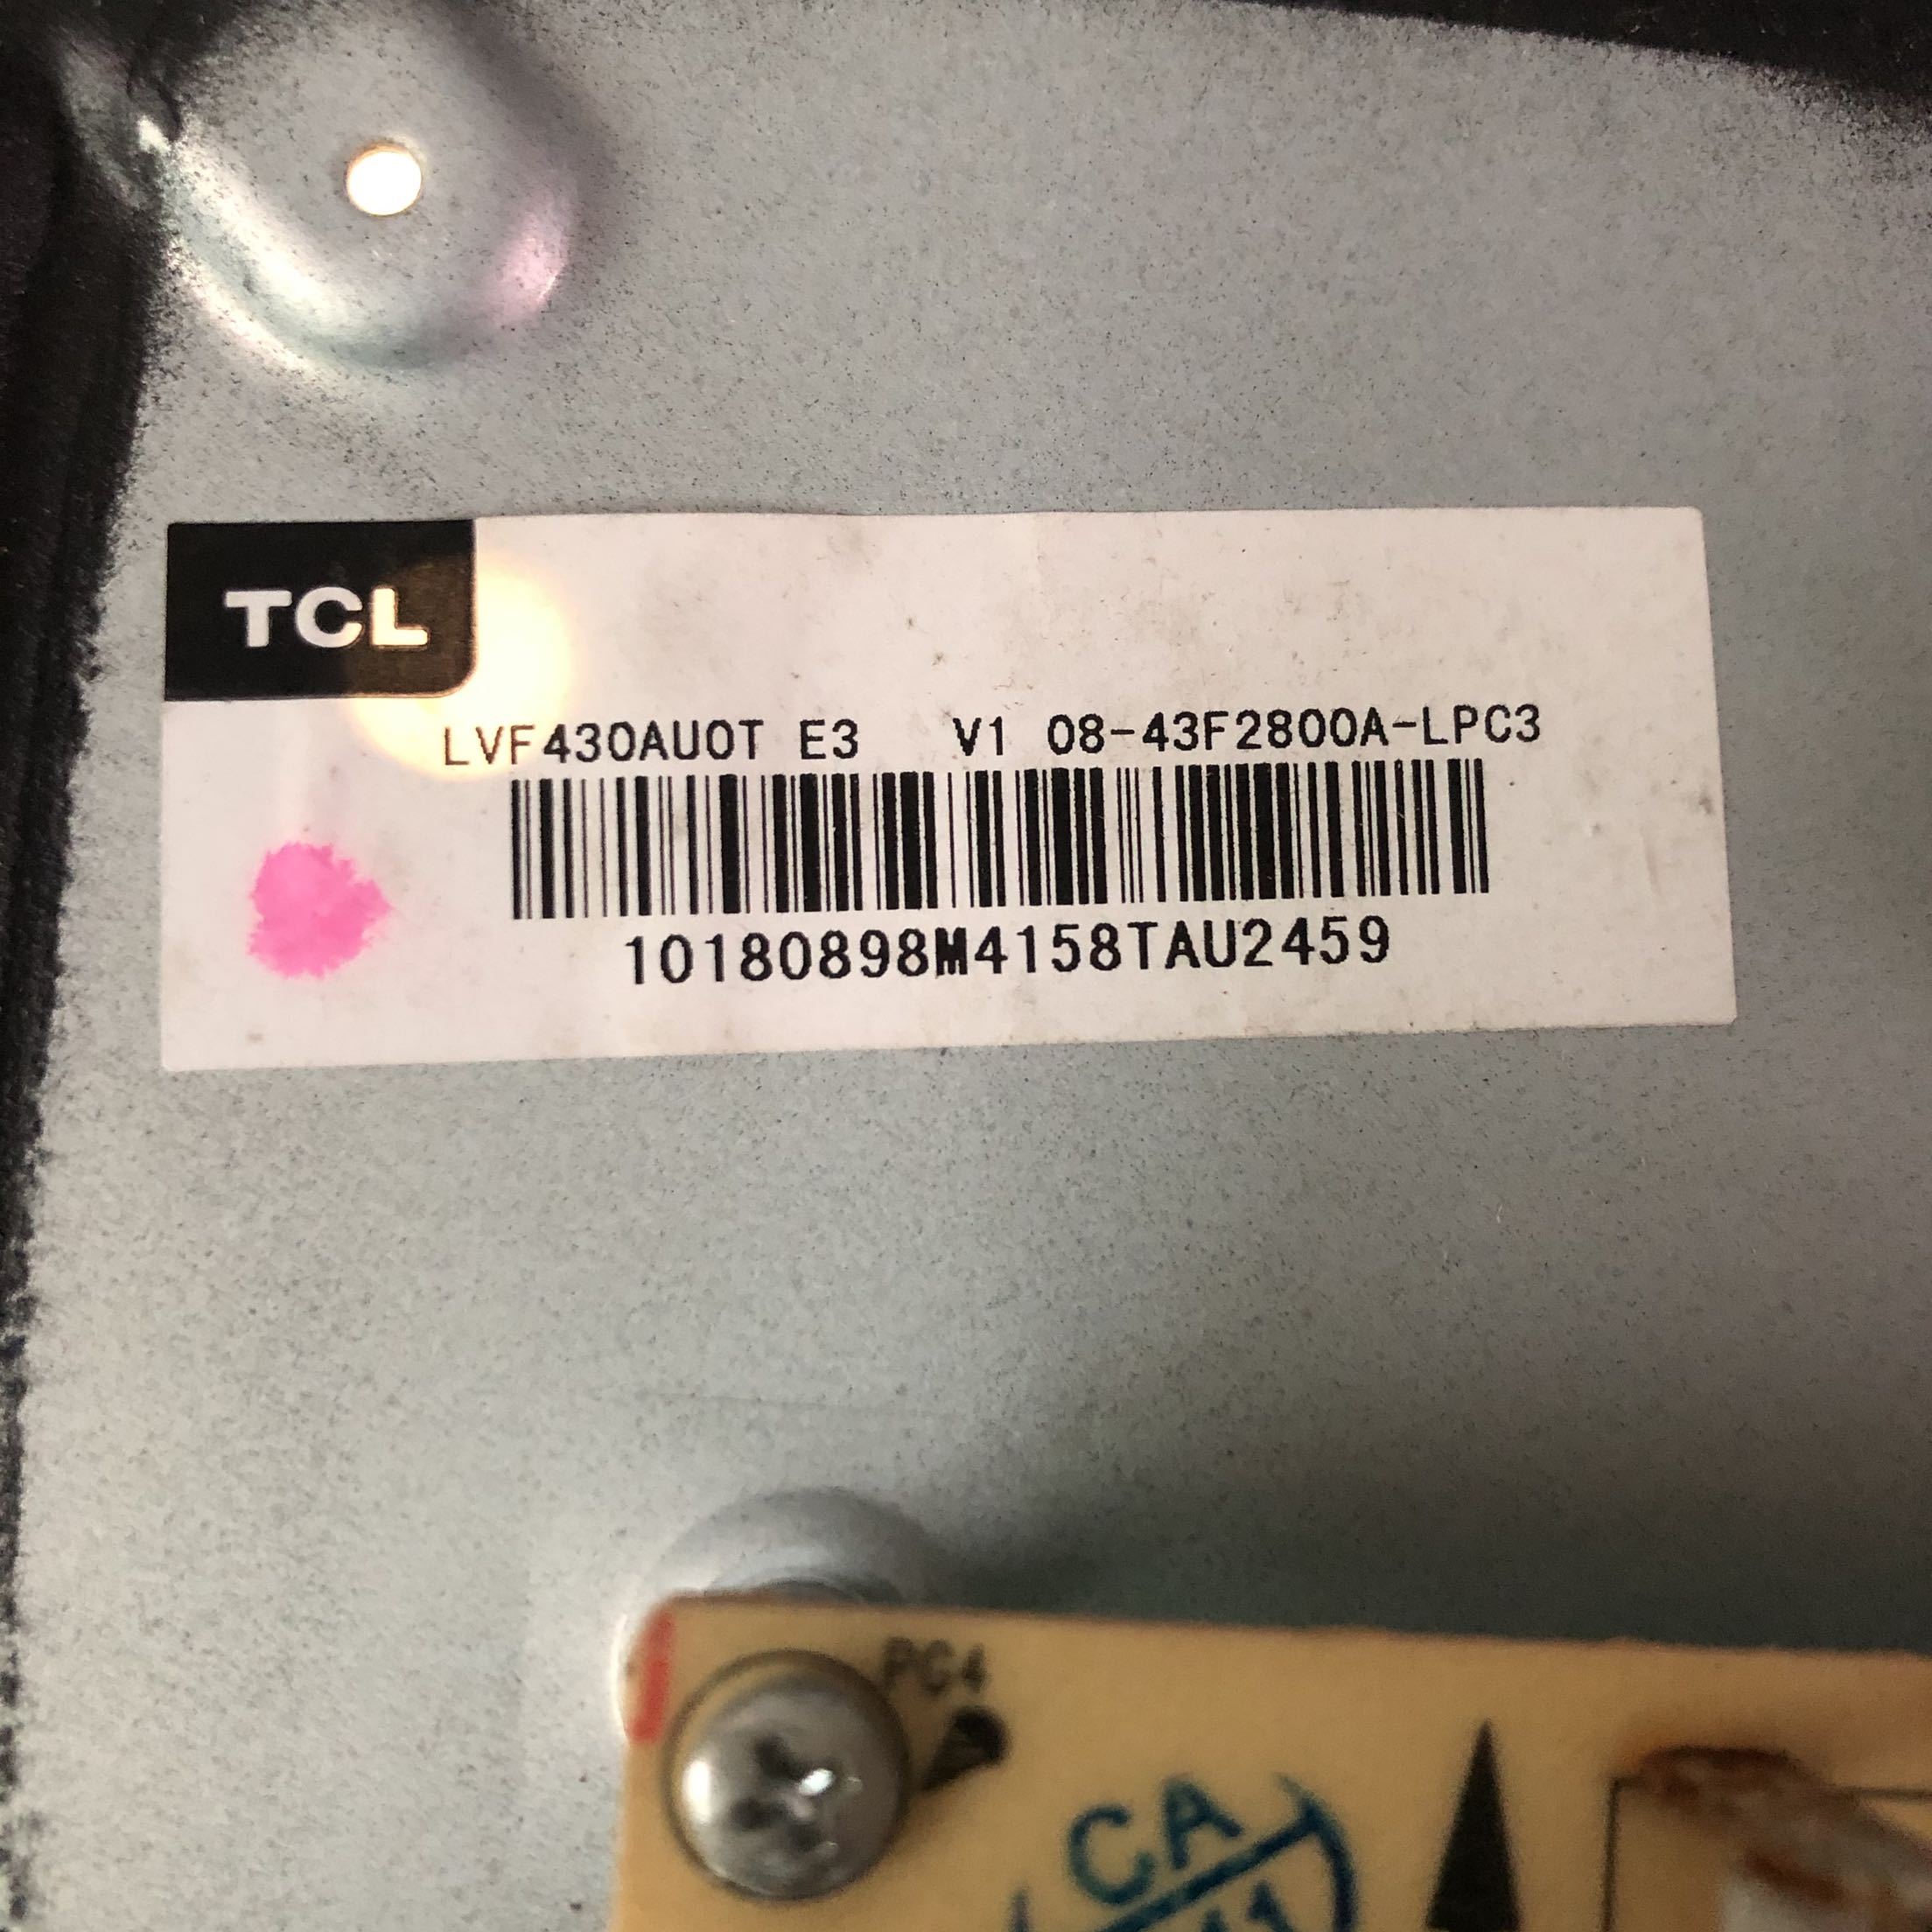 TCL
LVF430AU0T E3 V1 08-43F2800A-LPC3
10180898M4158TAU2459
PC4
CA